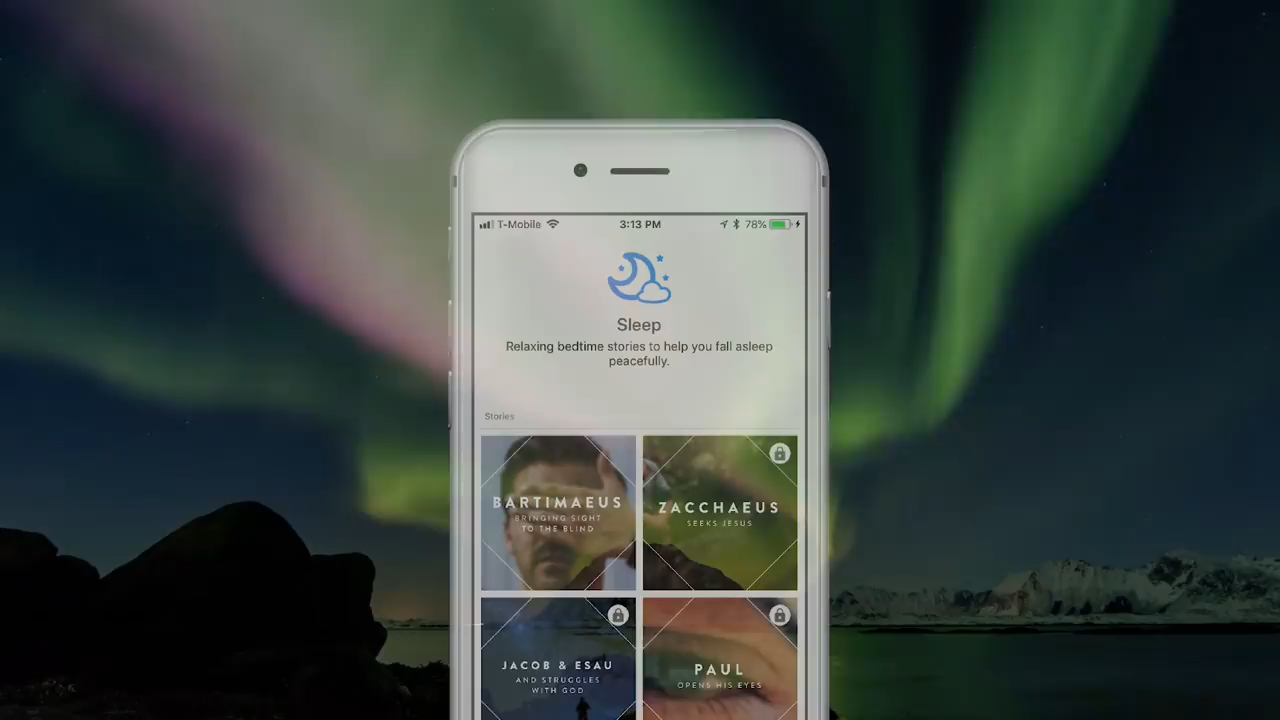 T-Mobile 3:13 PM 78%
Sleep
Relaxing bedtime stories to help you fall asleep
peacefully.
Stories
BARTIMAEUS
BRINGING SIGHT
TO THE BLIND
ZACCHAEUS
SEEKS JESUS
JACOB & ESAU
AND STRUGGLES
WITH GOD
PAUL
OPENS HIS EYES